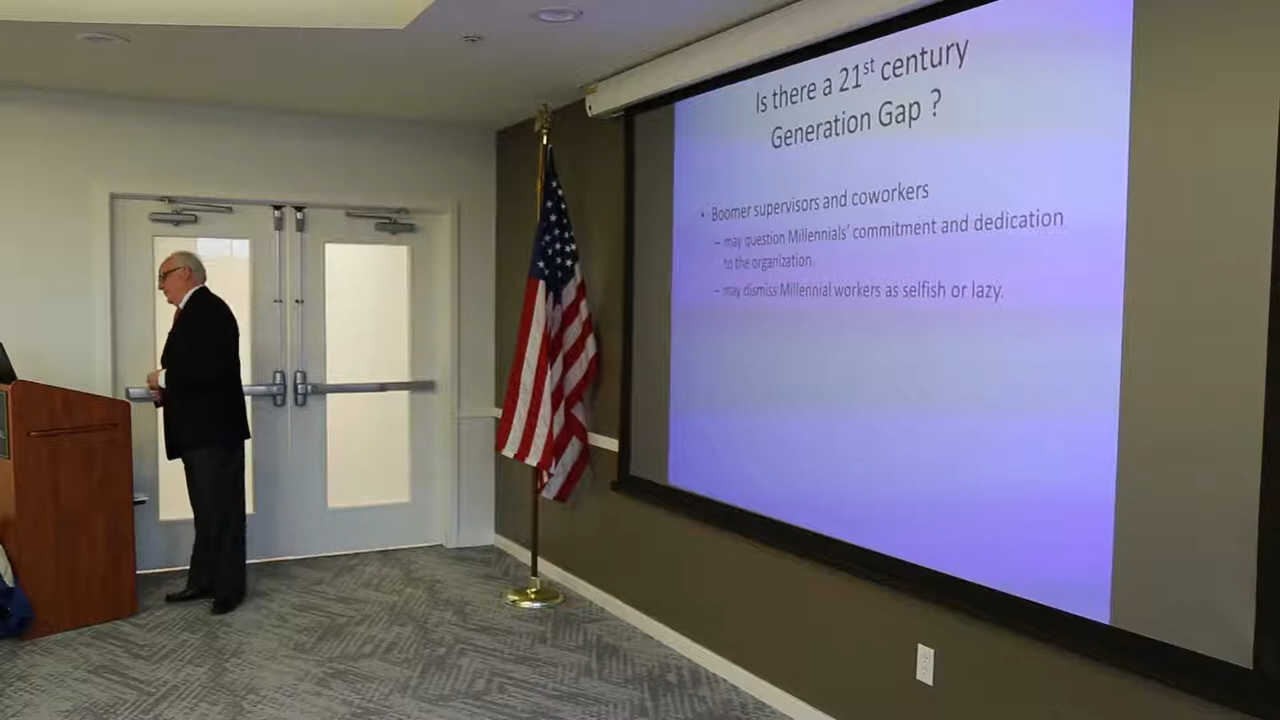 Is there a 21st century
Generation Gap ?
• Boomer supervisors and coworkers
– may question Millennials' commitment and dedication
to the organization.
– may dismiss Millennial workers as selfish or lazy.